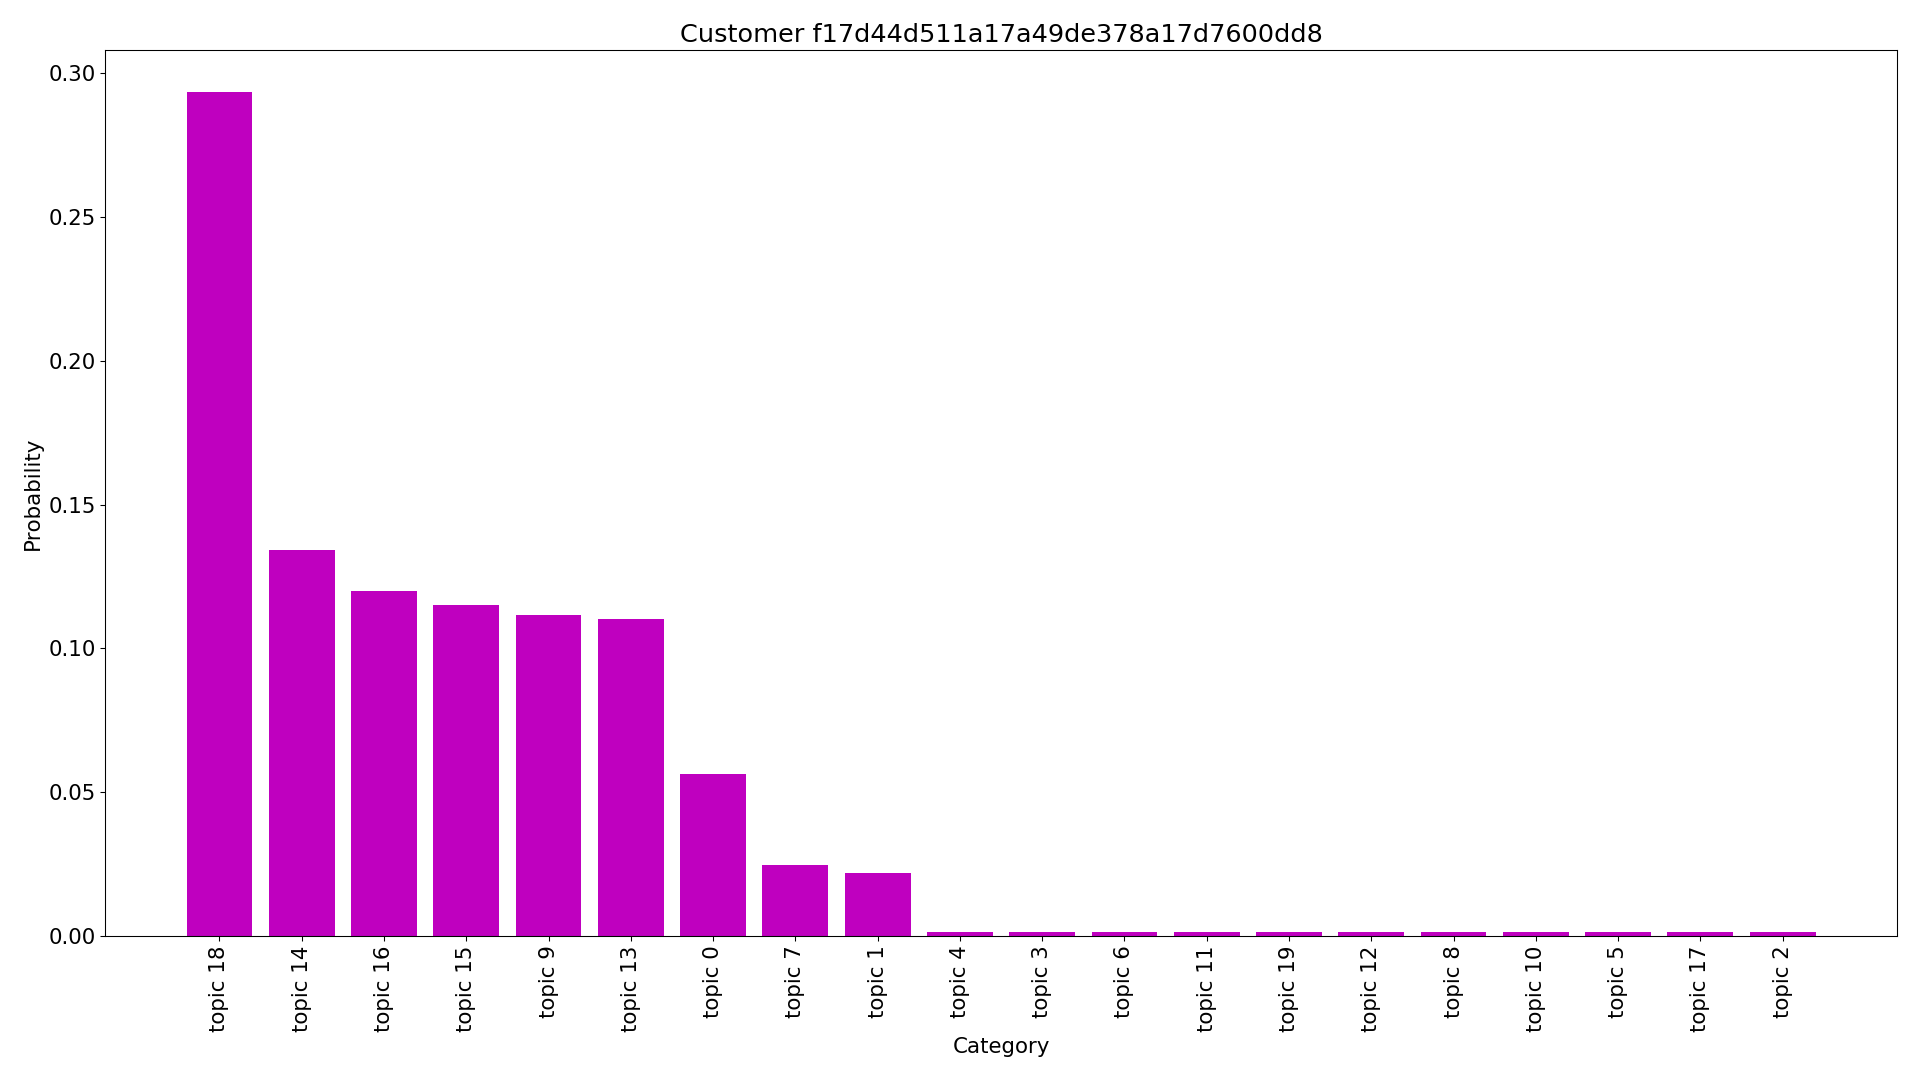 Customer f17d44d511a17a49de378a17d7600dd8
Probability
0.30
0.25
0.20
0.15
0.10
0.05
0.00
topic 18
topic 14
topic 16
topic 15
topic 9
topic 13
topic 0
topic 7
topic 1
topic 4
topic 3
topic 6
topic 11
topic 19
topic 12
topic 8
topic 10
topic 5
topic 17
topic 2
Category